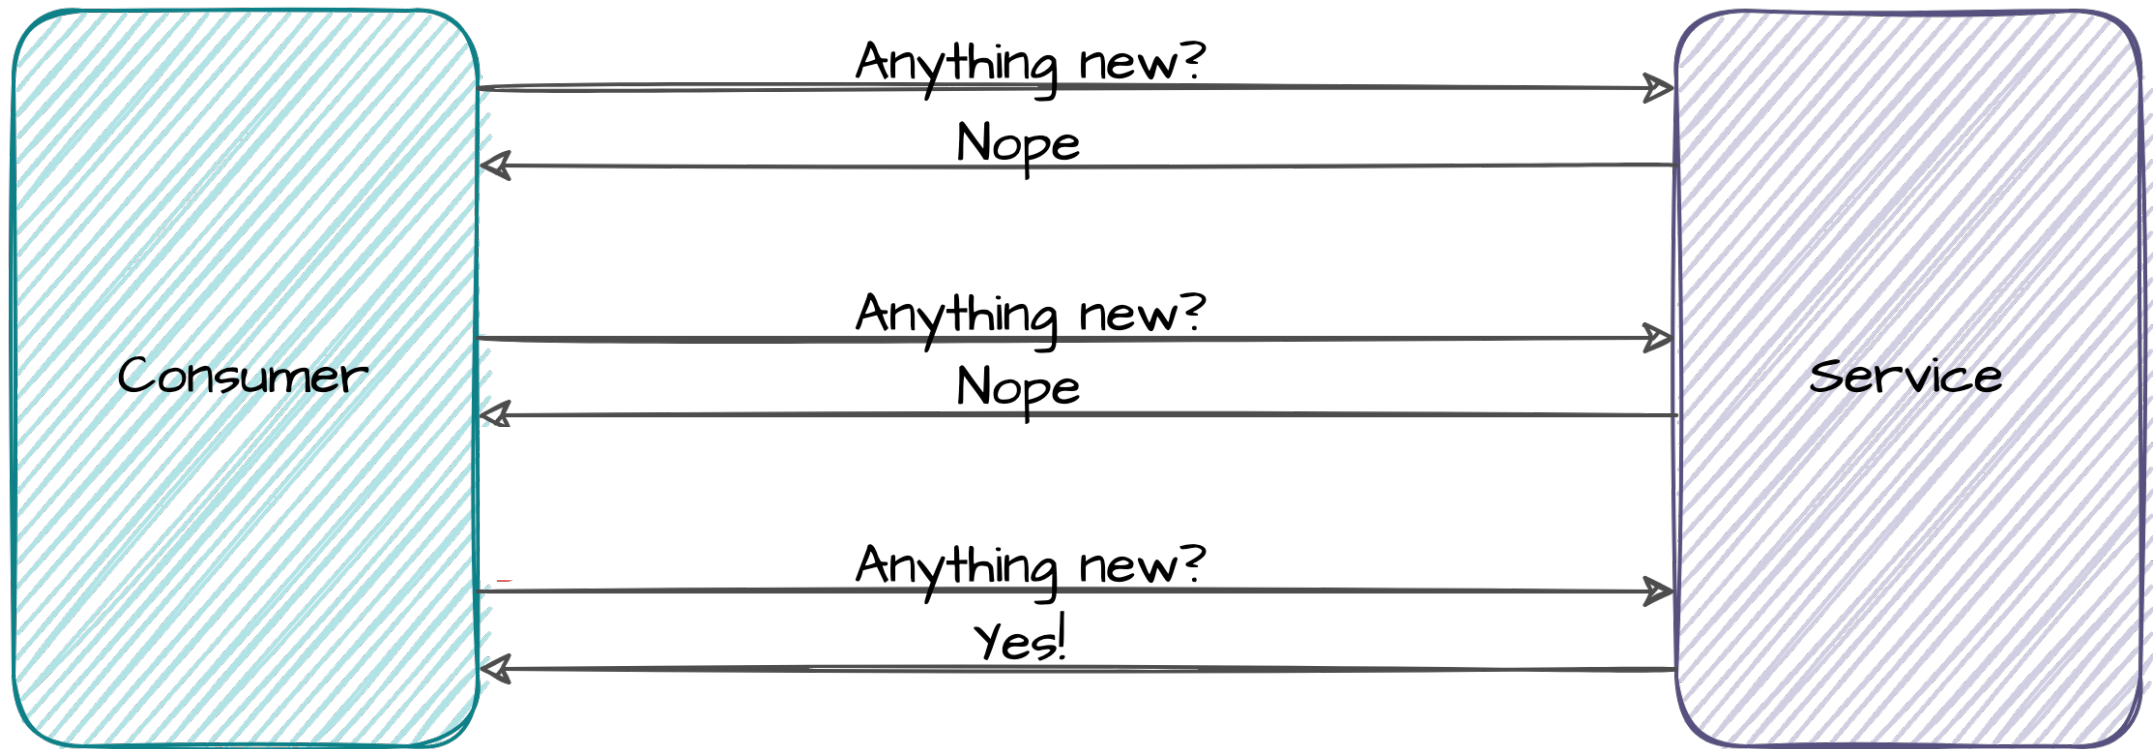 Anything new?
Nope
Anything new?
Nope
Consumer
Service
Anything new?
Yes!